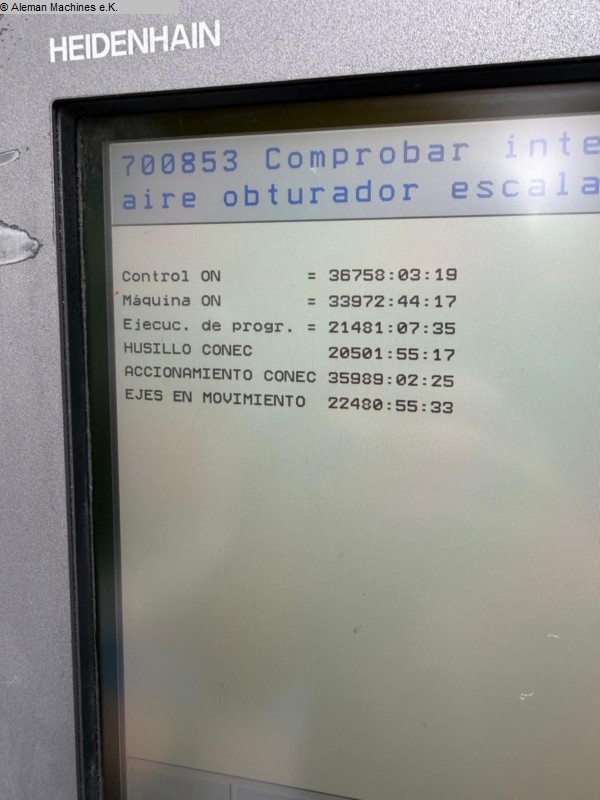 ® Aleman Machines e.K.
HEIDENHAIN
700853 Comprobar inte
aire obturador escala
Control ON = 36758:03:19
Máquina ON = 33972:44:17
Ejecuc. de progr. = 21481:07:35
HUSILLO CONEC 20501:55:17
ACCIONAMIENTO CONEC 35989:02:25
EJES EN MOVIMIENTO 22480:55:33